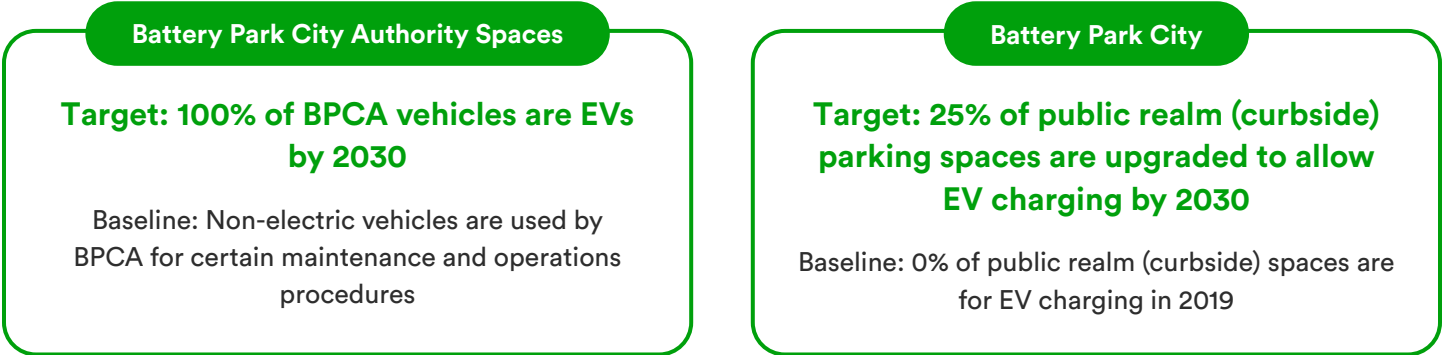 Battery Park City Authority Spaces
Target: 100% of BPCA vehicles are EVs
by 2030
Baseline: Non-electric vehicles are used by
BPCA for certain maintenance and operations
procedures
Battery Park City
Target: 25% of public realm (curbside)
parking spaces are upgraded to allow
EV charging by 2030
Baseline: 0% of public realm (curbside) spaces are
for EV charging in 2019